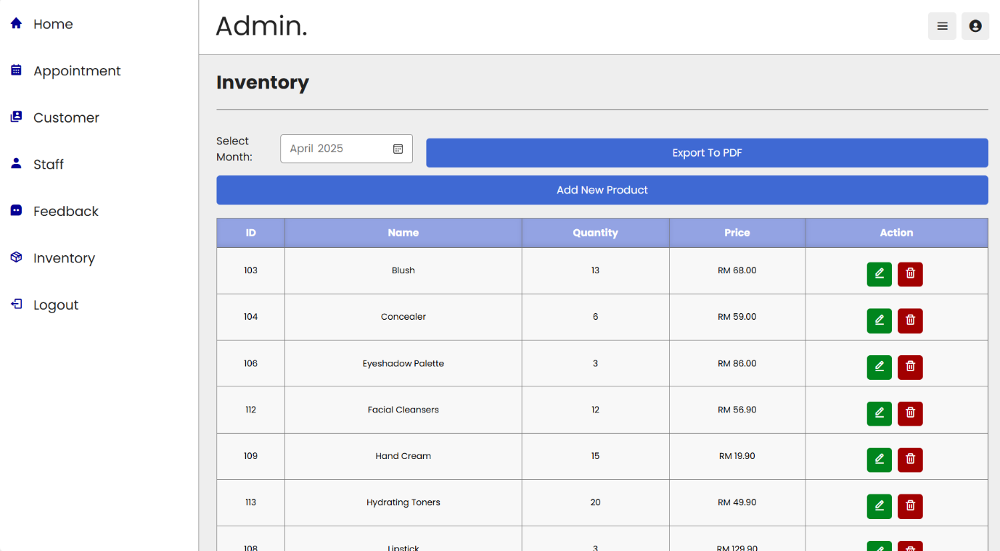 Home
Appointment
Customer
Staff
Feedback
Inventory
Logout
Admin.
Inventory
Select
Month:
April 2025
Export To PDF
Add New Product
ID Name Quantity Price Action
103 Blush 13 RM 68.00
104 Concealer 6 RM 59.00
106 Eyeshadow Palette 3 RM 86.00
112 Facial Cleansers 12 RM 56.90
109 Hand Cream 15 RM 19.90
113 Hydrating Toners 20 RM 49.90
108 Lipstick 3 RM 129.90